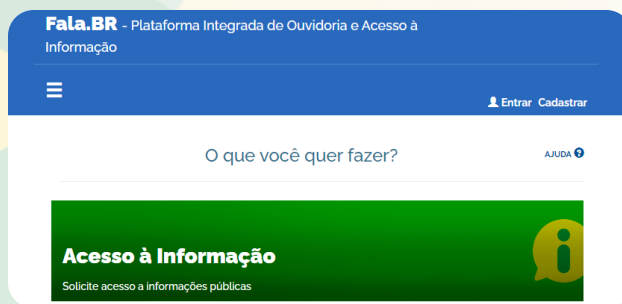 Fala.BR - Plataforma Integrada de Ouvidoria e Acesso à
Informação
Entrar Cadastrar
O que você quer fazer?
AJUDA ?
Acesso à Informação
i
Solicite acesso a informações públicas